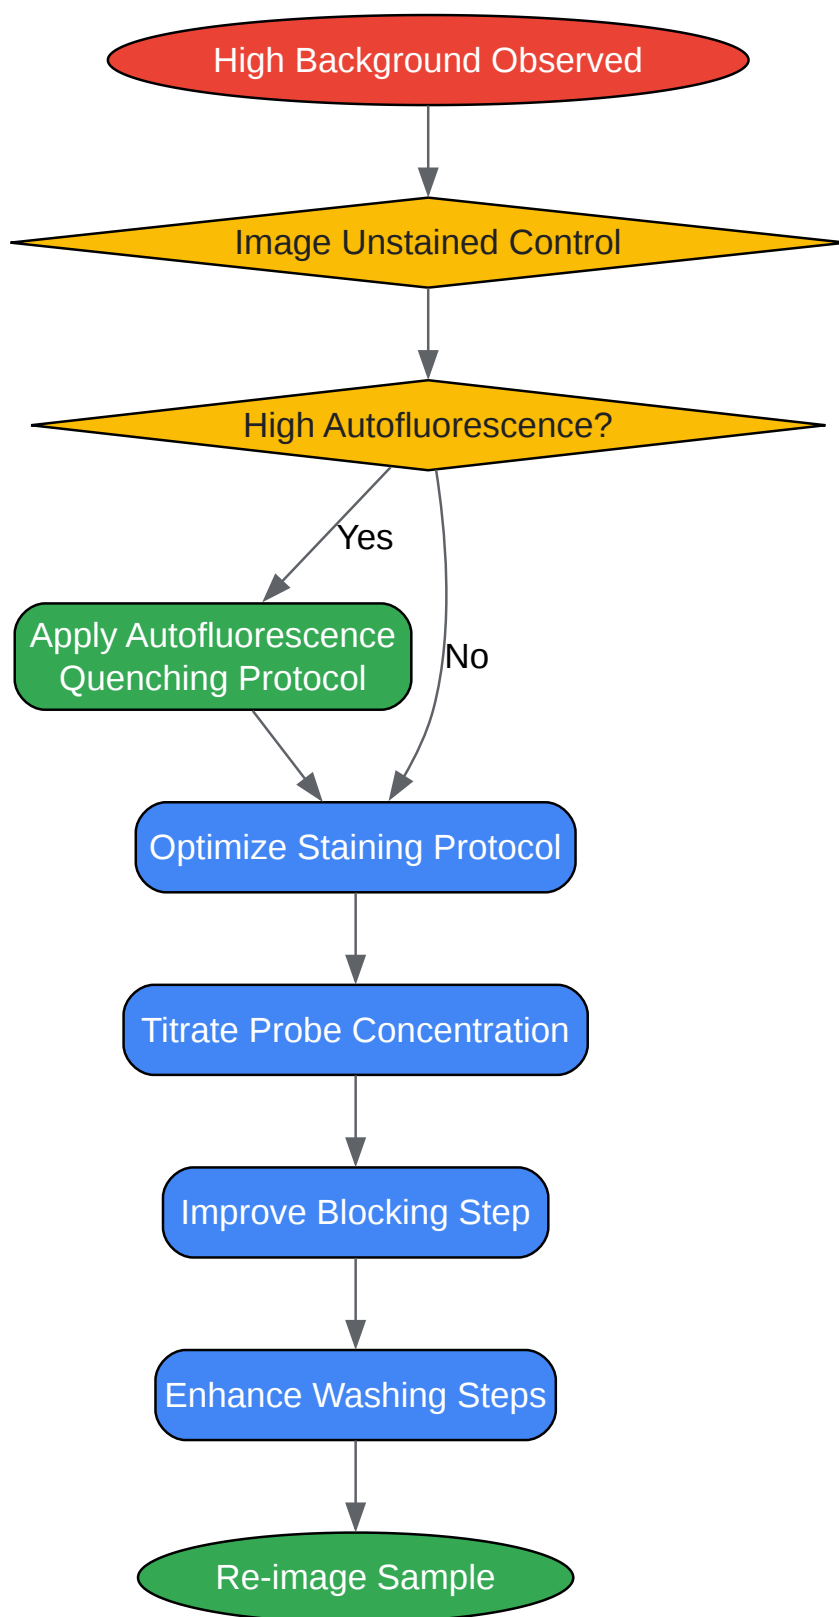 High Background Observed
Image Unstained Control
High Autofluorescence?
Yes
Apply Autofluorescence
Quenching Protocol
No
Optimize Staining Protocol
Titrate Probe Concentration
Improve Blocking Step
Enhance Washing Steps
Re-image Sample